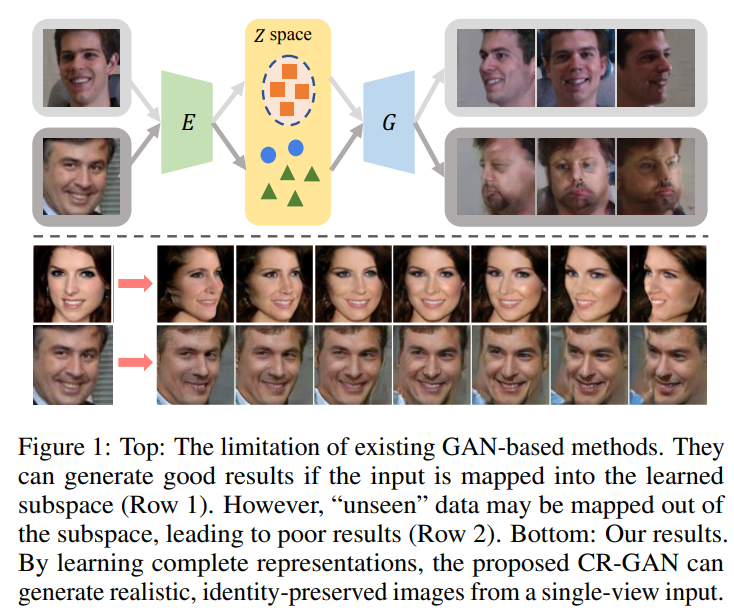 Z space
E
G
Figure 1: Top: The limitation of existing GAN-based methods. They
can generate good results if the input is mapped into the learned
subspace (Row 1). However, “unseen” data may be mapped out of
the subspace, leading to poor results (Row 2). Bottom: Our results.
By learning complete representations, the proposed CR-GAN can
generate realistic, identity-preserved images from a single-view input.